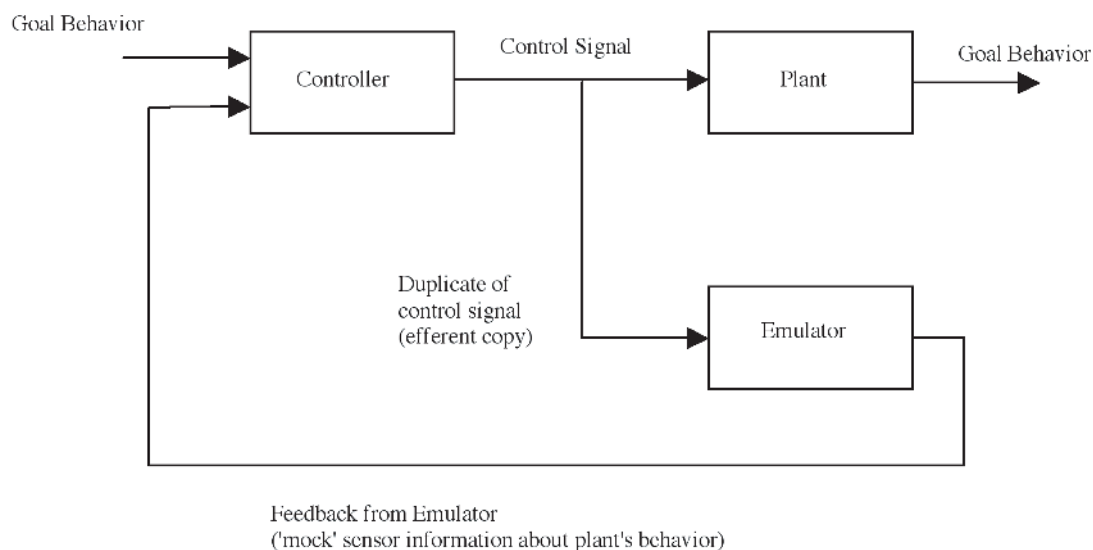 Goal Behavior
Control Signal
Goal Behavior
Controller
Plant
Duplicate of
control signal
(efferent copy)
Emulator
Feedback from Emulator
('mock' sensor information about plant's behavior)